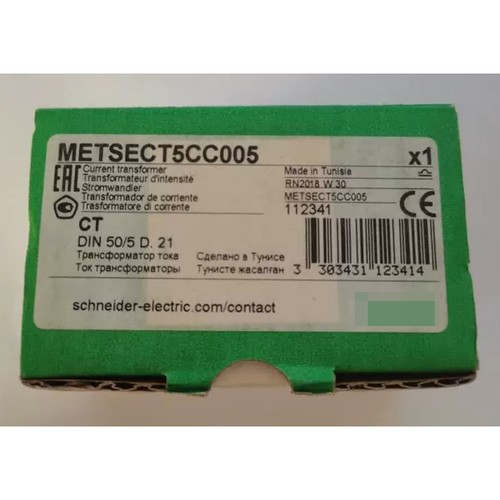 METSECT5CC005
x1
EAC
Current transformer
Transformateur d'intensité
Stromwandler
Transformador de corriente
Trasformatore di corrente
Made in Tunisia
RN2018 W 30
METSECT5CC005
112341
CE
CT
DIN 50/5 D. 21
Трансформатор тока
Ток трансформаторы
Сделано в Тунисе
Тунисте жасалған
3 303431 123414
schneider-electric.com/contact